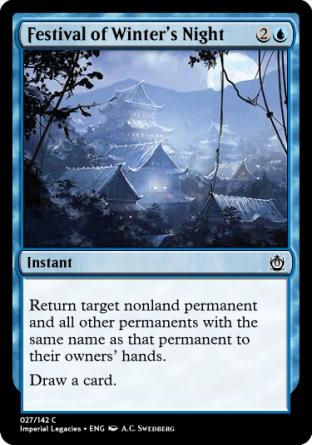 Festival of Winter's Night 2
Instant
Return target nonland permanent
and all other permanents with the
same name as that permanent to
their owners' hands.
Draw a card.
027/142 C
Imperial Legacies • ENG A.C. Swedberg